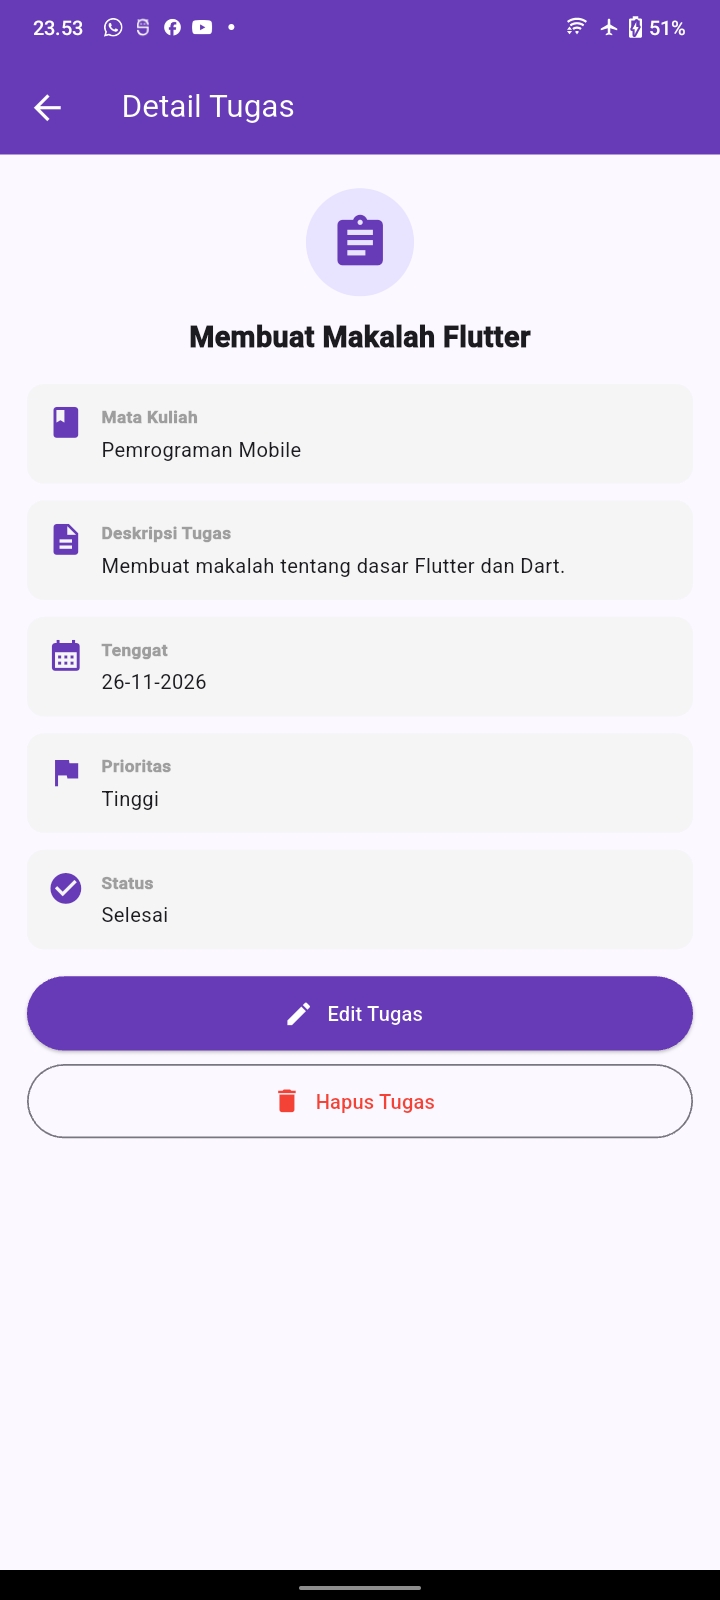 23.53
51%
Detail Tugas
Membuat Makalah Flutter
Mata Kuliah
Pemrograman Mobile
Deskripsi Tugas
Membuat makalah tentang dasar Flutter dan Dart.
Tenggat
26-11-2026
Prioritas
Tinggi
Status
Selesai
Edit Tugas
Hapus Tugas